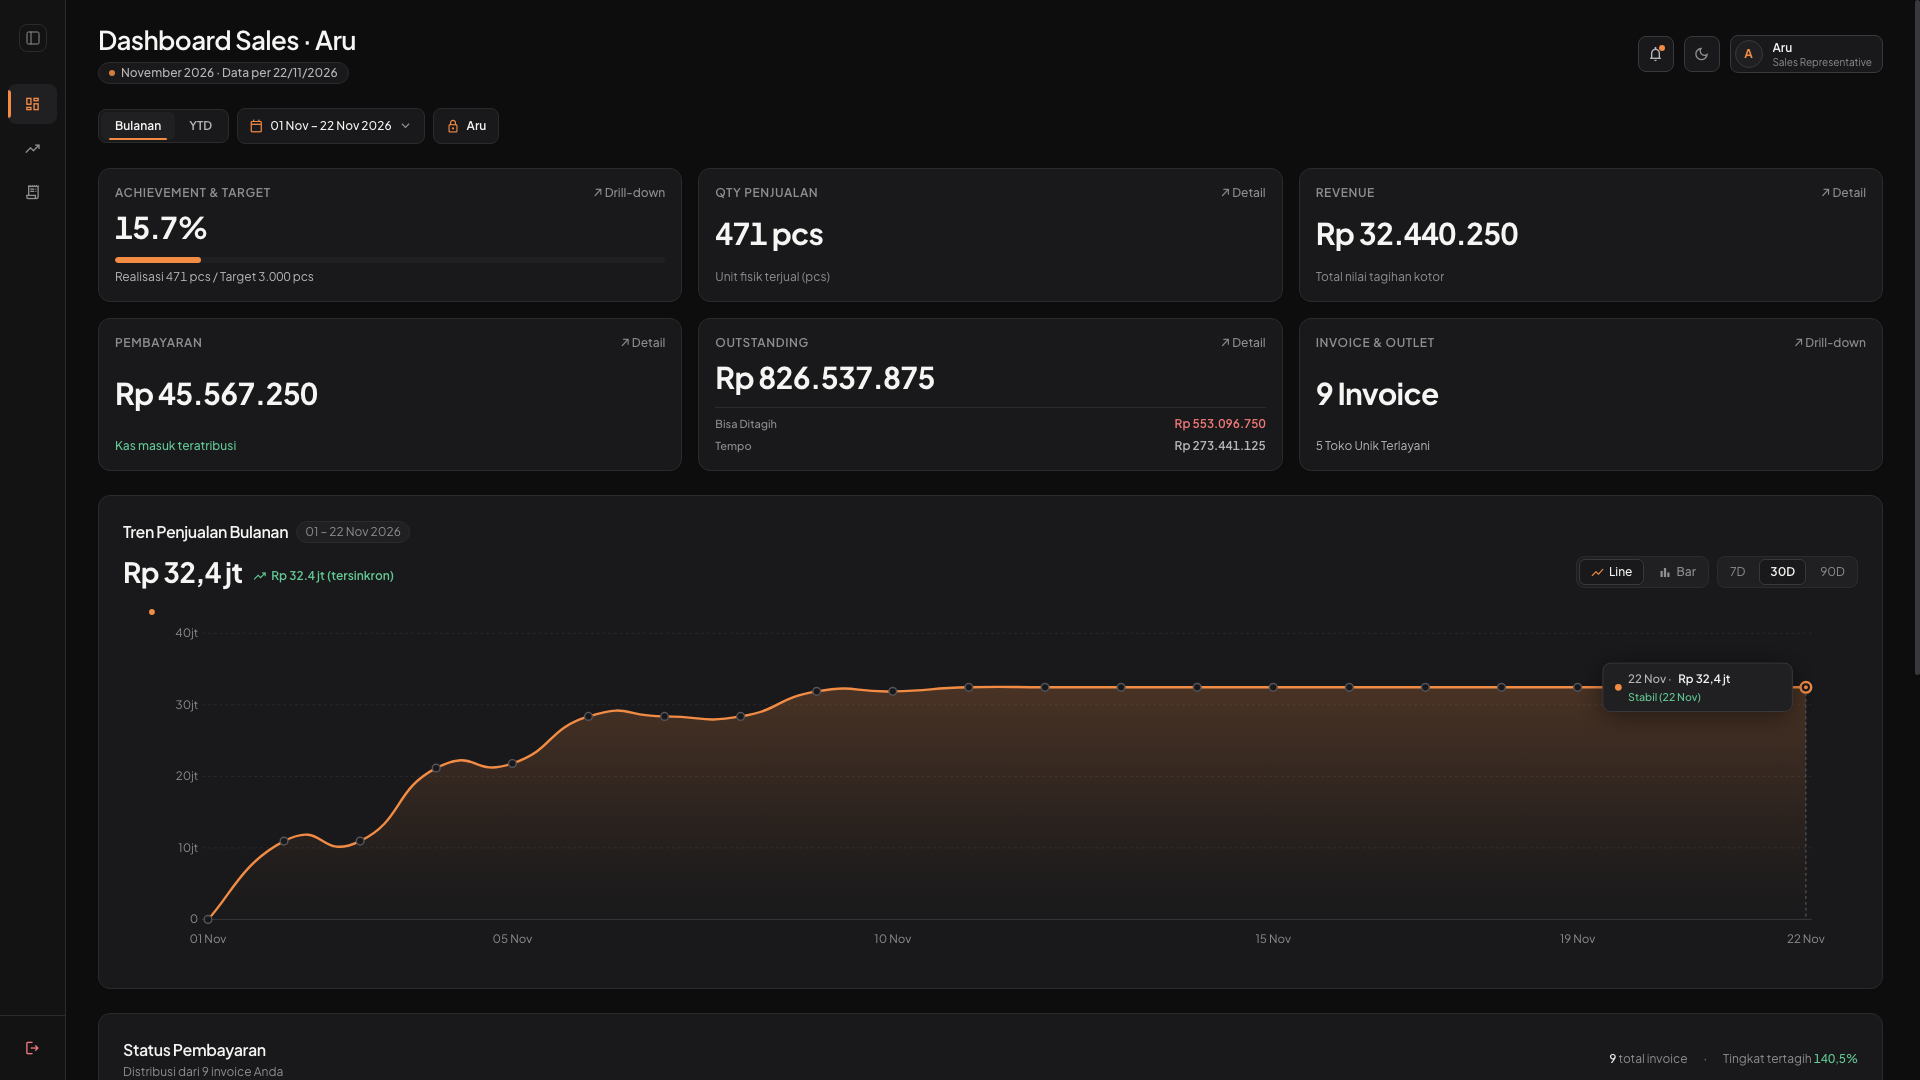 Dashboard Sales · Aru
November 2026 · Data per 22/11/2026
A
Aru
Sales Representative
Bulanan
YTD
01 Nov – 22 Nov 2026
Aru
ACHIEVEMENT & TARGET
Drill-down
15.7%
Realisasi 471 pcs / Target 3.000 pcs
QTY PENJUALAN
Detail
471 pcs
Unit fisik terjual (pcs)
REVENUE
Detail
Rp 32.440.250
Total nilai tagihan kotor
PEMBAYARAN
Detail
Rp 45.567.250
Kas masuk teratribusi
OUTSTANDING
Detail
Rp 826.537.875
Bisa Ditagih
Rp 553.096.750
Tempo
Rp 273.441.125
INVOICE & OUTLET
Drill-down
9 Invoice
5 Toko Unik Terlayani
Tren Penjualan Bulanan
01 – 22 Nov 2026
Rp 32,4 jt
Rp 32.4 jt (tersinkron)
Line
Bar
7D
30D
90D
40jt
30jt
20jt
10jt
0
22 Nov · Rp 32,4 jt
Stabil (22 Nov)
01 Nov
05 Nov
10 Nov
15 Nov
19 Nov
22 Nov
Status Pembayaran
Distribusi dari 9 invoice Anda
9 total invoice · Tingkat tertagih 140,5%